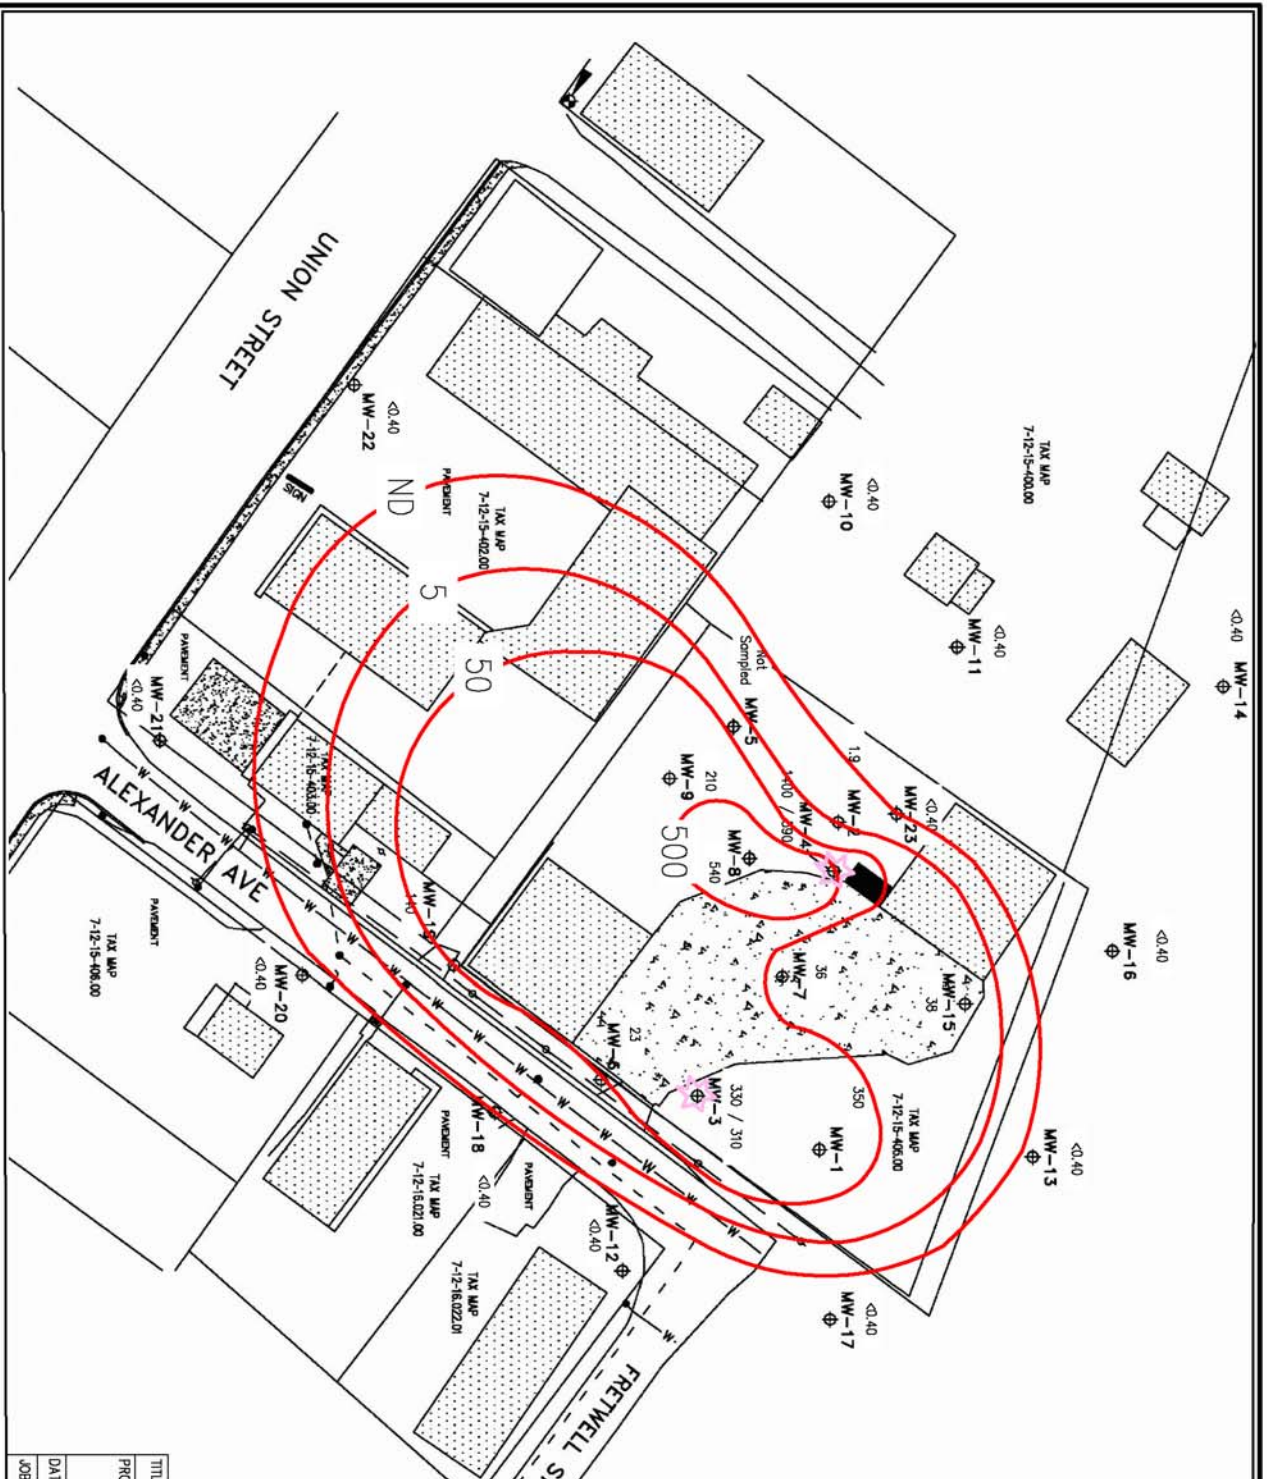 TAX MAP
7-12-15-400.00
<0.40
MW-14
<0.40
MW-10
<0.40
MW-11
<0.40
MW-22
UNION STREET
SIGN
ND
PAVEMENT
TAX MAP
7-12-15-402.00
5
50
Not
Sampled
MW-5
1.9
MW-2
<0.40
MW-23
1400 / 390
MW-4
210
MW-9
500
MW-8
540
<0.40
MW-16
36
MW-7
MW-15
38
PAVEMENT
MW-21
<0.40
TAX MAP
7-12-15-403.00
ALEXANDER AVE
W
W
W
W
W
W
W
W
W
W
W
W
140
23
MW-6
330 / 310
MW-3
350
MW-1
TAX MAP
7-12-15-405.00
<0.40
MW-13
PAVEMENT
TAX MAP
7-12-15-406.00
MW-20
<0.40
MW-18
<0.40
PAVEMENT
TAX MAP
7-12-16.021.00
PAVEMENT
MW-12
<0.40
<0.40
MW-17
TAX MAP
7-12-16.022.01
W
FRETWELL